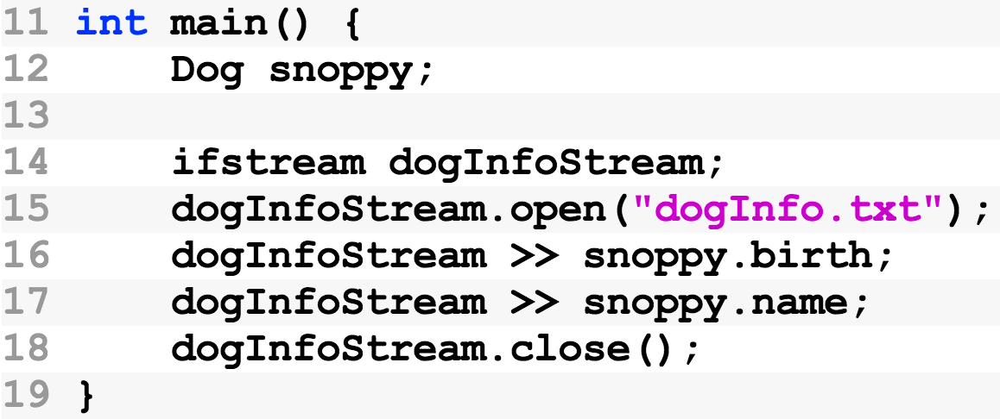 11 int main() {
12     Dog snoppy;
13
14     ifstream dogInfoStream;
15     dogInfoStream.open("dogInfo.txt");
16     dogInfoStream >> snoppy.birth;
17     dogInfoStream >> snoppy.name;
18     dogInfoStream.close();
19 }